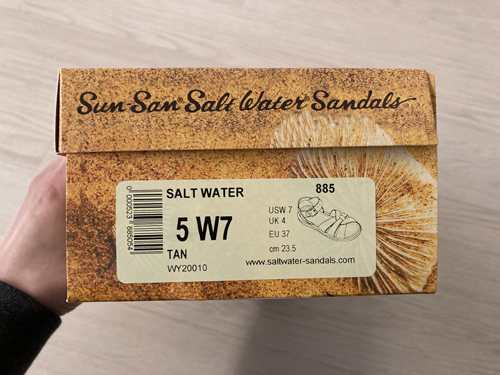 Sun-San Salt Water Sandals
SALT WATER
885
5 W7
USW 7
UK 4
EU 37
cm 23.5
TAN
WY20010
www.saltwater-sandals.com